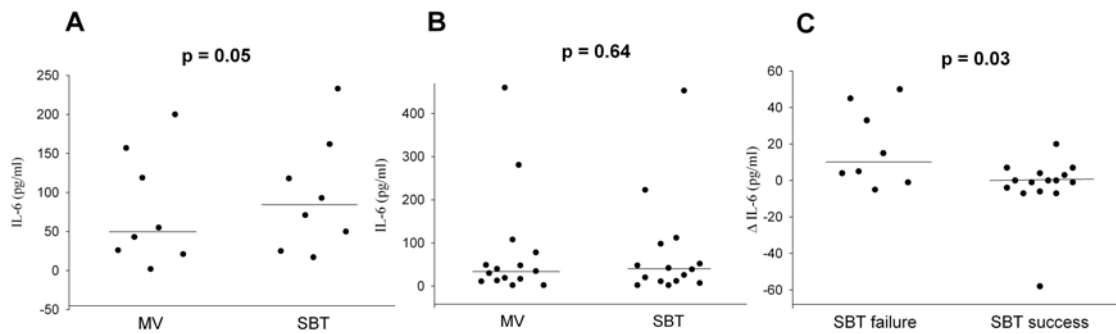 A
p = 0.05
IL-6 (pg/ml)
250
200
150
100
50
0
-50
MV
SBT
B
p = 0.64
IL-6 (pg/ml)
400
300
200
100
0
MV
SBT
C
p = 0.03
Δ IL-6 (pg/ml)
60
40
20
0
-20
-40
-60
SBT failure
SBT success